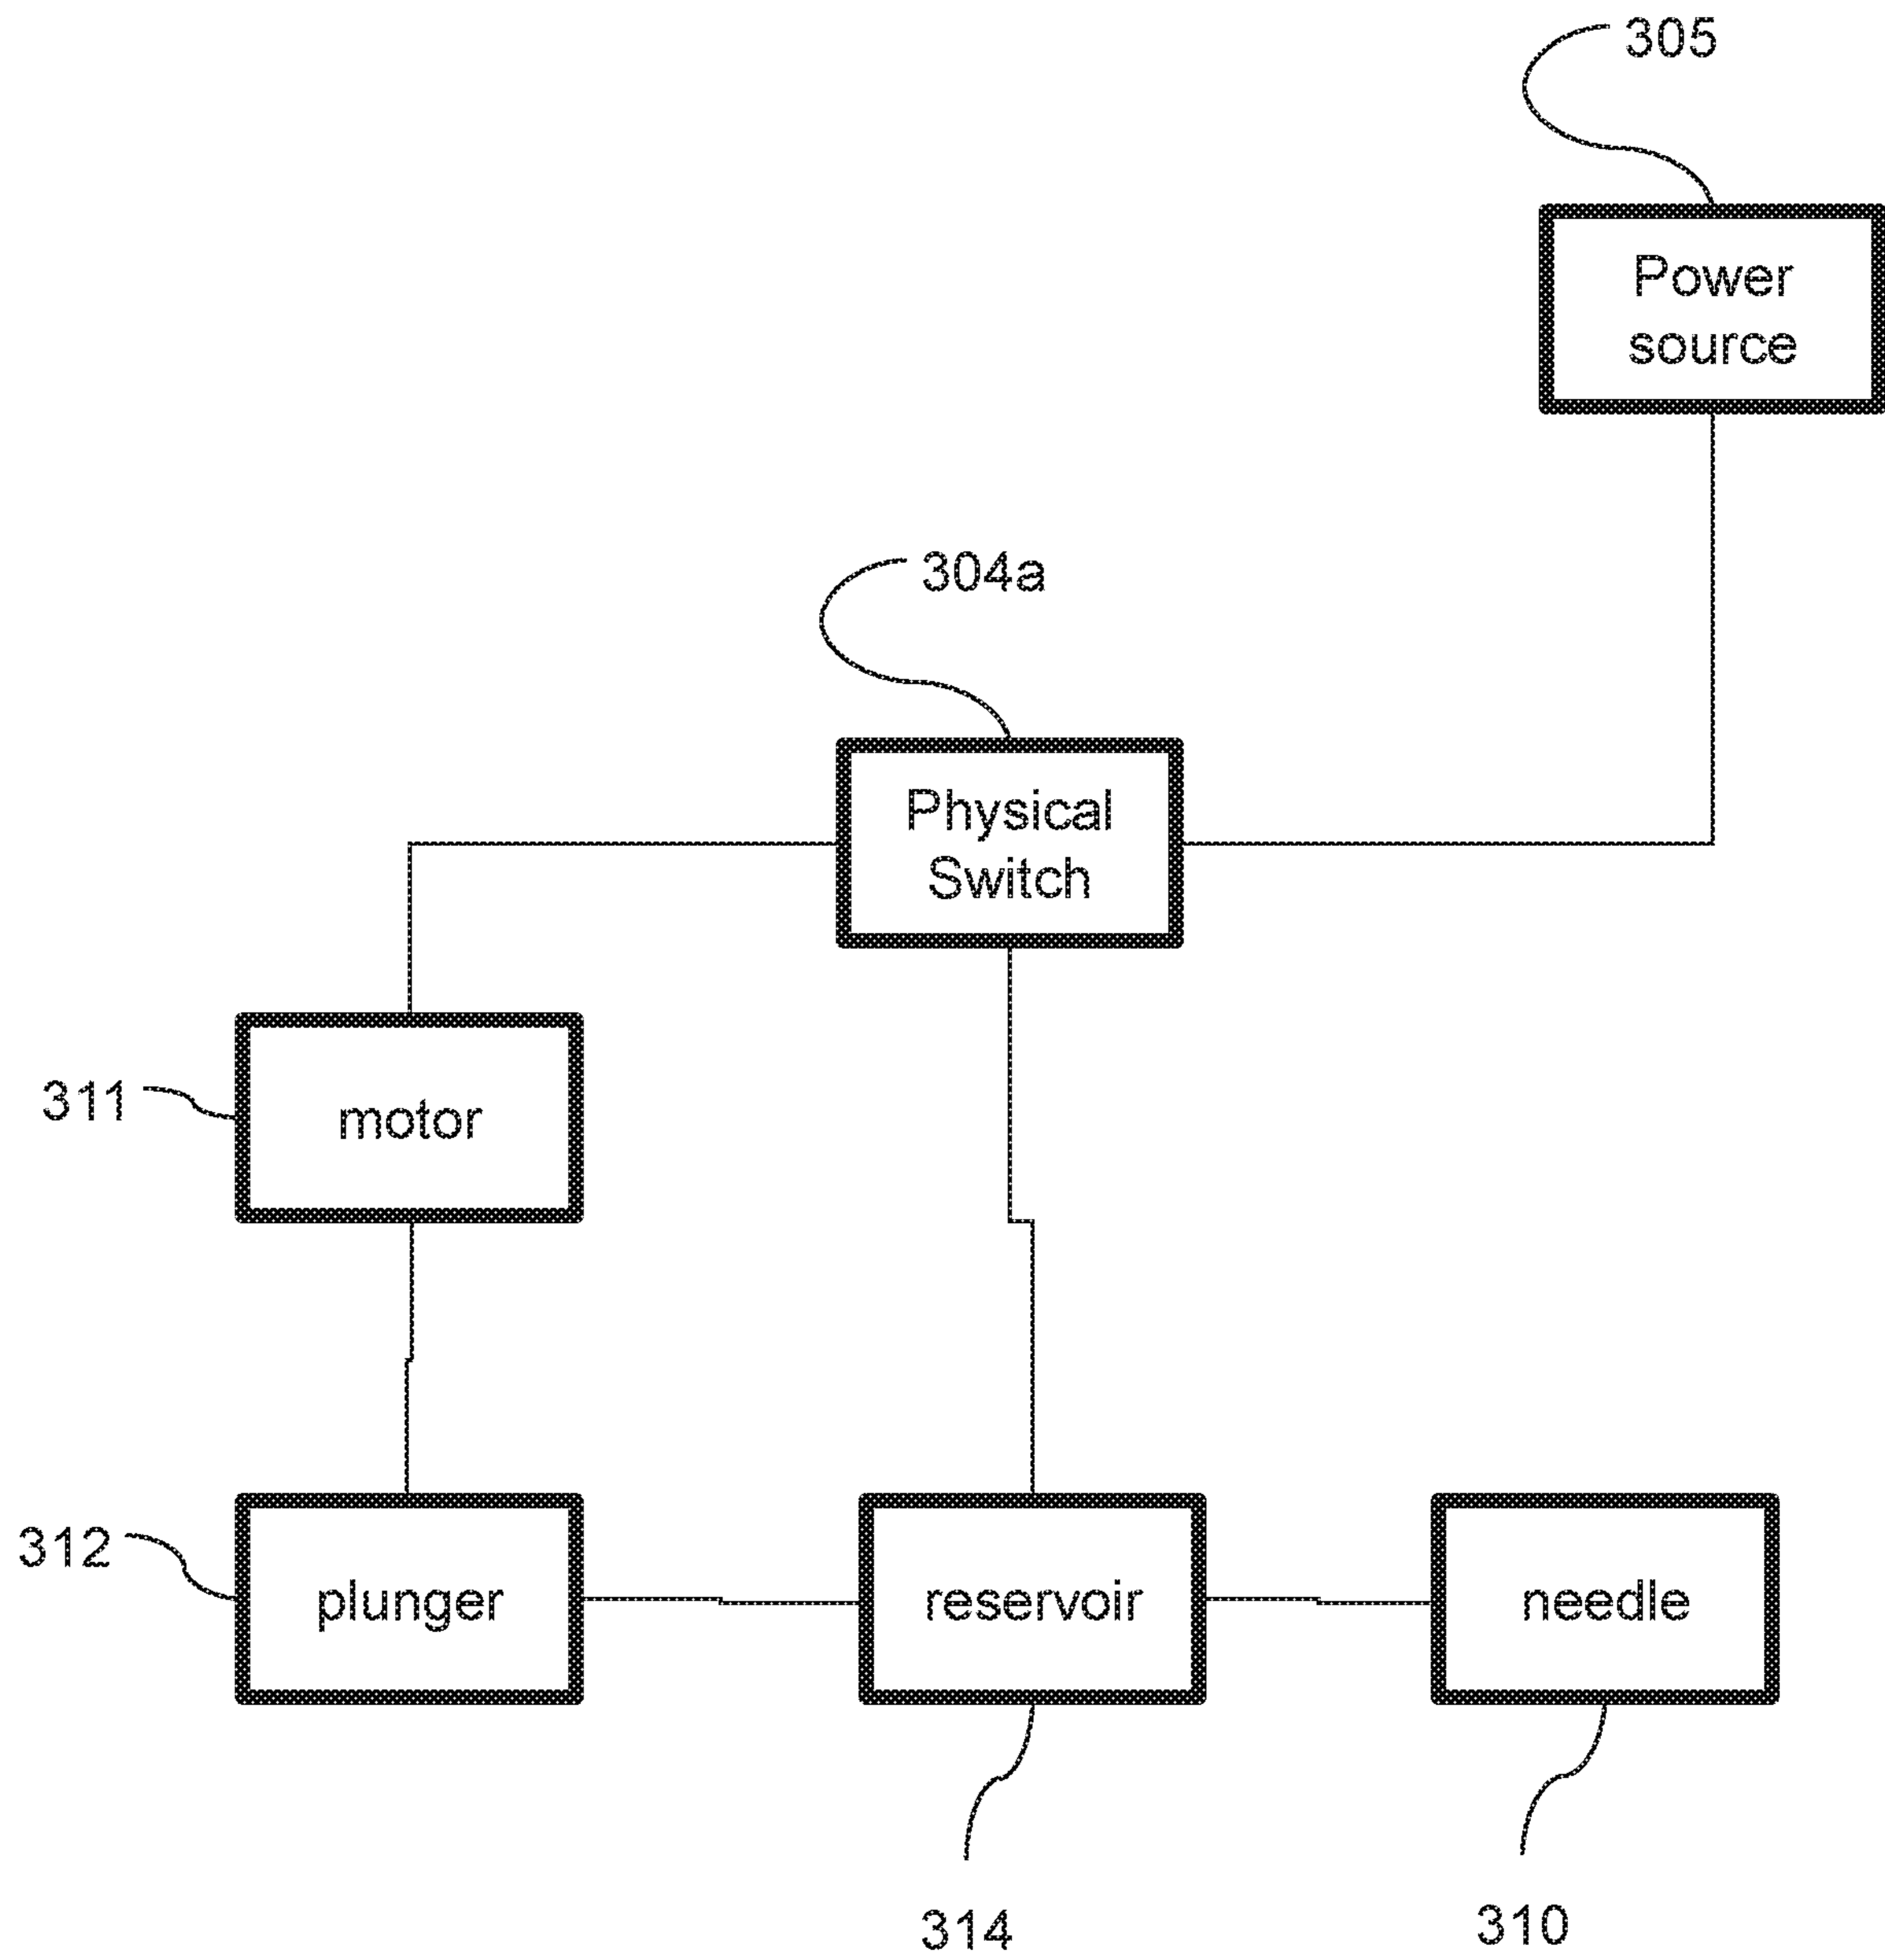 305
Power
source
304a
Physical
Switch
311
motor
312
plunger
reservoir
needle
314
310